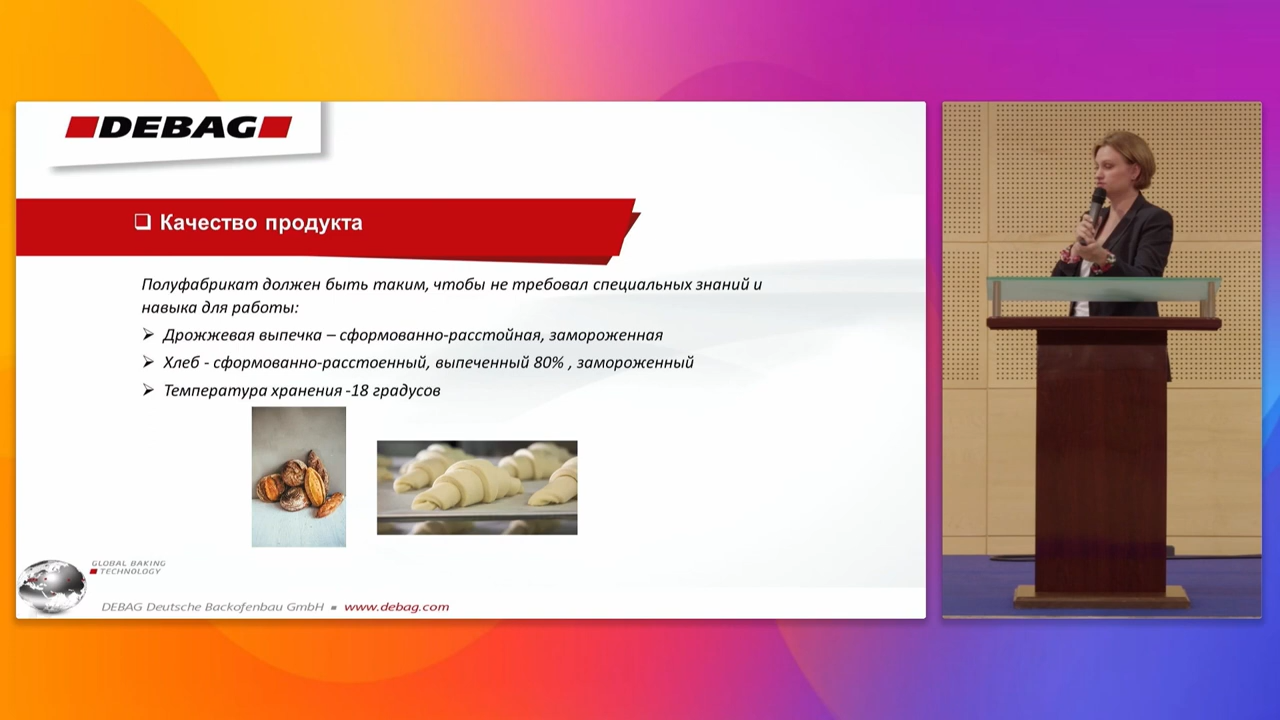 DEBAG
❑ Качество продукта
Полуфабрикат должен быть таким, чтобы не требовал специальных знаний и
навыка для работы:
➢ Дрожжевая выпечка – сформованно-расстойная, замороженная
➢ Хлеб - сформованно-расстоенный, выпеченный 80% , замороженный
➢ Температура хранения -18 градусов
GLOBAL BAKING
TECHNOLOGY
DEBAG Deutsche Backofenbau GmbH ▪ www.debag.com